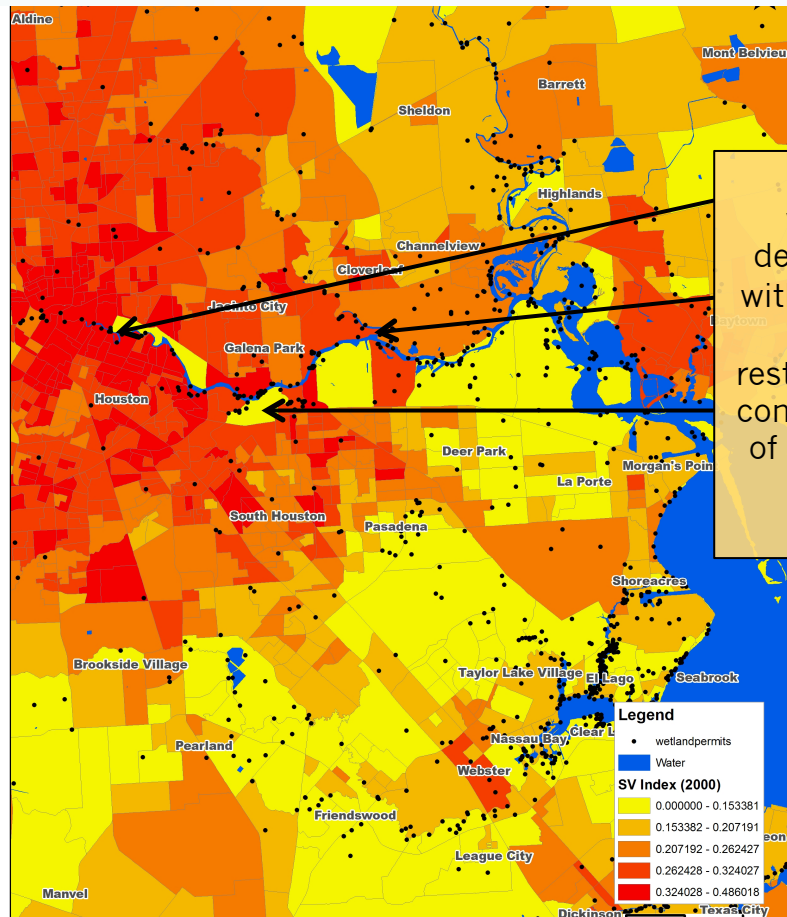 Aldine
Mont Belvieu
Barrett
Sheldon
Highlands
Channelview
Cloverleaf
Jacinto City
Galena Park
Baytown
Houston
de
wit
rest
con
of
Deer Park
Morgan's Poin
La Porte
South Houston
Pasadena
Shoreacres
Brookside Village
Taylor Lake Village
El Lago
Seabrook
Nassau Bay
Clear L
Pearland
Webster
Friendswood
League City
Manvel
Dickinson
Texas City
eon
Legend
wetlandpermits
Water
SV Index (2000)
0.000000 - 0.153381
0.153382 - 0.207191
0.207192 - 0.262427
0.262428 - 0.324027
0.324028 - 0.486018